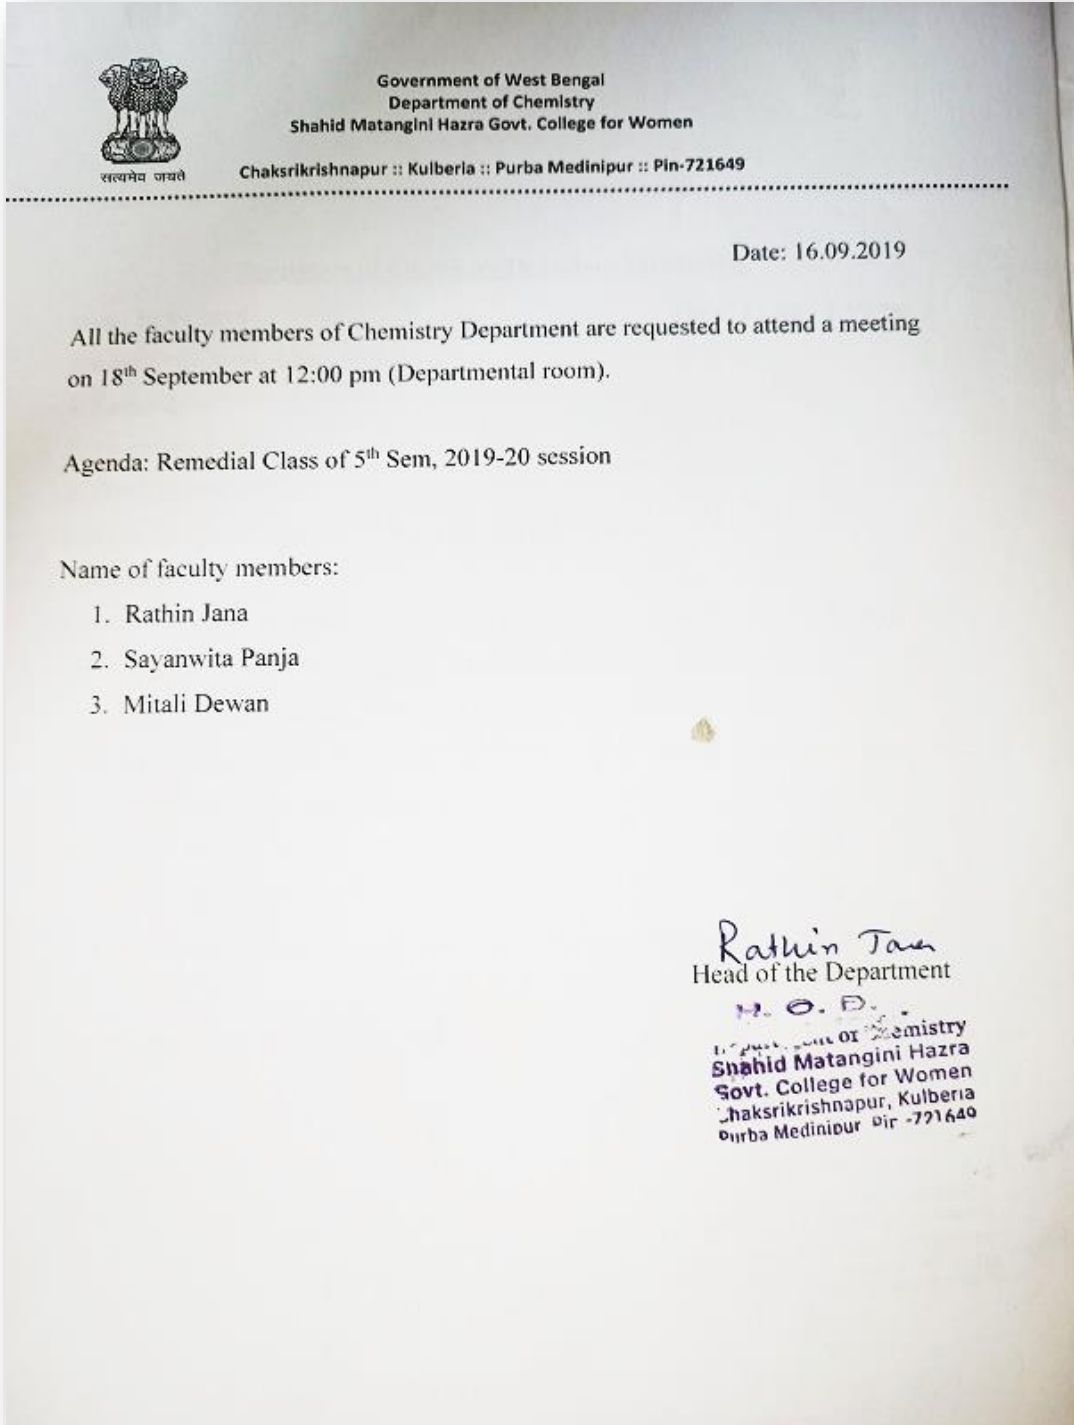 सत्यमेव जयते
Government of West Bengal
Department of Chemistry
Shahid Matangini Hazra Govt. College for Women
Chaksrikrishnapur :: Kulberia :: Purba Medinipur :: Pin-721649
Date: 16.09.2019
All the faculty members of Chemistry Department are requested to attend a meeting
on 18th September at 12:00 pm (Departmental room).
Agenda: Remedial Class of 5th Sem, 2019-20 session
Name of faculty members:
1. Rathin Jana
2. Sayanwita Panja
3. Mitali Dewan
Rathin Jana
Head of the Department
H. O. D.
of Chemistry
Shahid Matangini Hazra
Govt. College for Women
Chaksrikrishnapur, Kulberia
Purba Medinipur Pin -721649